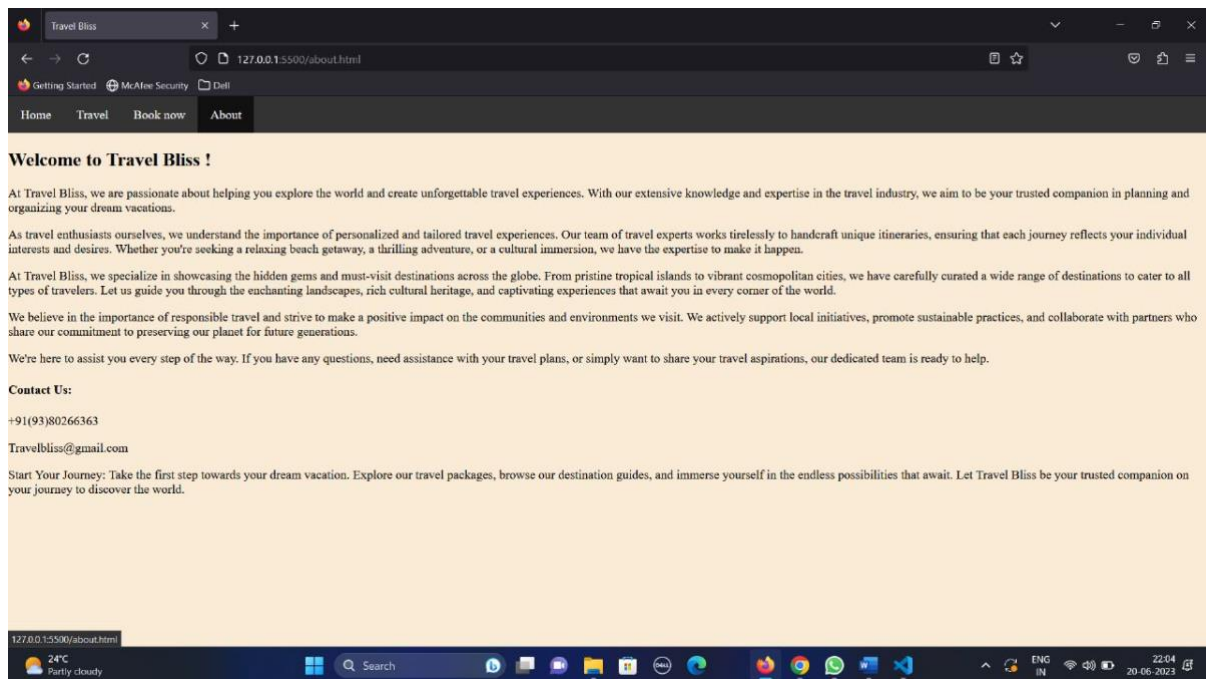 Travel Bliss
127.0.0.1:5500/about.html
Getting Started McAfee Security Dell
Home Travel Book now About
Welcome to Travel Bliss !
At Travel Bliss, we are passionate about helping you explore the world and create unforgettable travel experiences. With our extensive knowledge and expertise in the travel industry, we aim to be your trusted companion in planning and
organizing your dream vacations.
As travel enthusiasts ourselves, we understand the importance of personalized and tailored travel experiences. Our team of travel experts works tirelessly to handcraft unique itineraries, ensuring that each journey reflects your individual
interests and desires. Whether you're seeking a relaxing beach getaway, a thrilling adventure, or a cultural immersion, we have the expertise to make it happen.
At Travel Bliss, we specialize in showcasing the hidden gems and must-visit destinations across the globe. From pristine tropical islands to vibrant cosmopolitan cities, we have carefully curated a wide range of destinations to cater to all
types of travelers. Let us guide you through the enchanting landscapes, rich cultural heritage, and captivating experiences that await you in every corner of the world.
We believe in the importance of responsible travel and strive to make a positive impact on the communities and environments we visit. We actively support local initiatives, promote sustainable practices, and collaborate with partners who
share our commitment to preserving our planet for future generations.
We're here to assist you every step of the way. If you have any questions, need assistance with your travel plans, or simply want to share your travel aspirations, our dedicated team is ready to help.
Contact Us:
+91(93)80266363
Travelbliss@gmail.com
Start Your Journey: Take the first step towards your dream vacation. Explore our travel packages, browse our destination guides, and immerse yourself in the endless possibilities that await. Let Travel Bliss be your trusted companion on
your journey to discover the world.
127.0.0.1:5500/about.html
24°C
Partly cloudy
Search
DELL
ENG
IN
22:04
20-06-2023